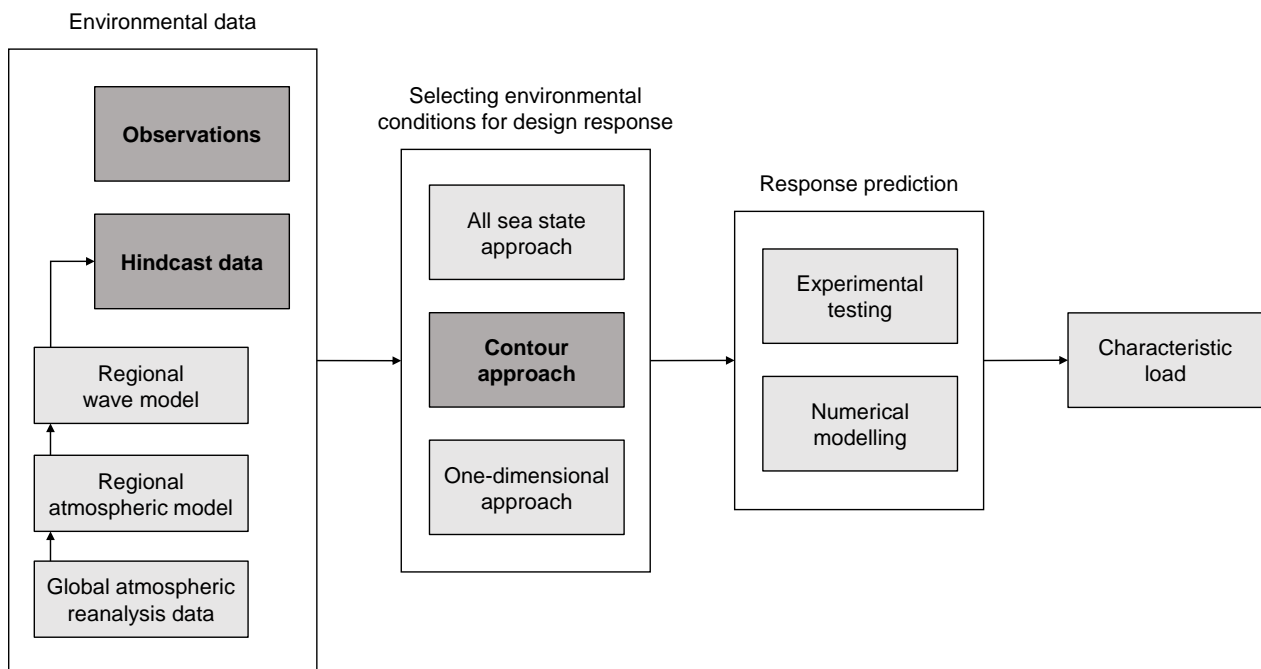 Environmental data
Observations
Hindcast data
Regional
wave model
Regional
atmospheric model
Global atmospheric
reanalysis data
Selecting environmental
conditions for design response
All sea state
approach
Contour
approach
One-dimensional
approach
Response prediction
Experimental
testing
Numerical
modelling
Characteristic
load